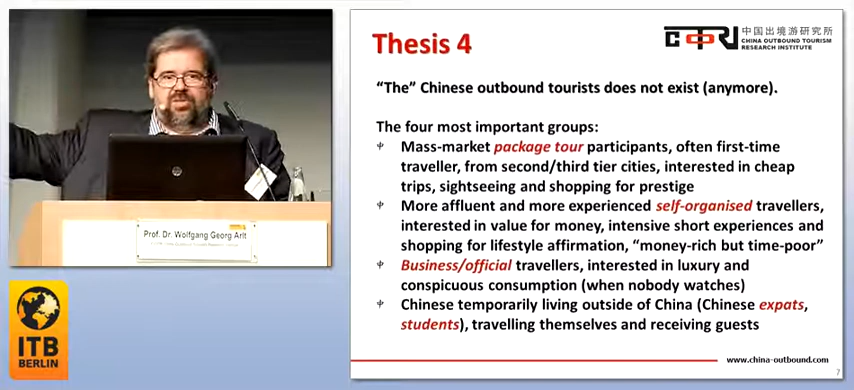 hp
Prof. Dr. Wolfgang Georg Arlt
ITB
BERLIN
Thesis 4
中国出境游研究所
CHINA OUTBOUND TOURISM
RESEARCH INSTITUTE
“The” Chinese outbound tourists does not exist (anymore).
The four most important groups:
Mass-market package tour participants, often first-time
traveller, from second/third tier cities, interested in cheap
trips, sightseeing and shopping for prestige
More affluent and more experienced self-organised travellers,
interested in value for money, intensive short experiences and
shopping for lifestyle affirmation, “money-rich but time-poor”
Business/official travellers, interested in luxury and
conspicuous consumption (when nobody watches)
Chinese temporarily living outside of China (Chinese expats,
students), travelling themselves and receiving guests
www.china-outbound.com
7